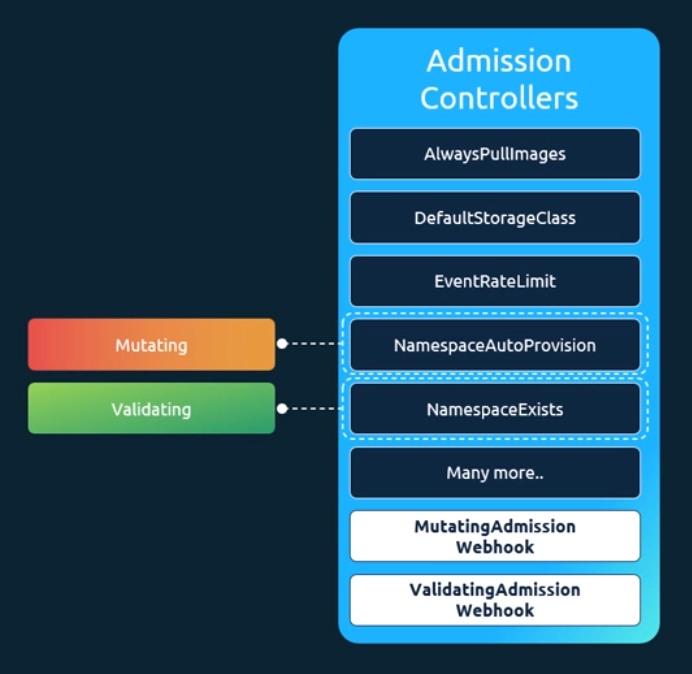 Admission
Controllers
AlwaysPullImages
DefaultStorageClass
EventRateLimit
Mutating
NamespaceAutoProvision
Validating
NamespaceExists
Many more..
MutatingAdmission
Webhook
ValidatingAdmission
Webhook